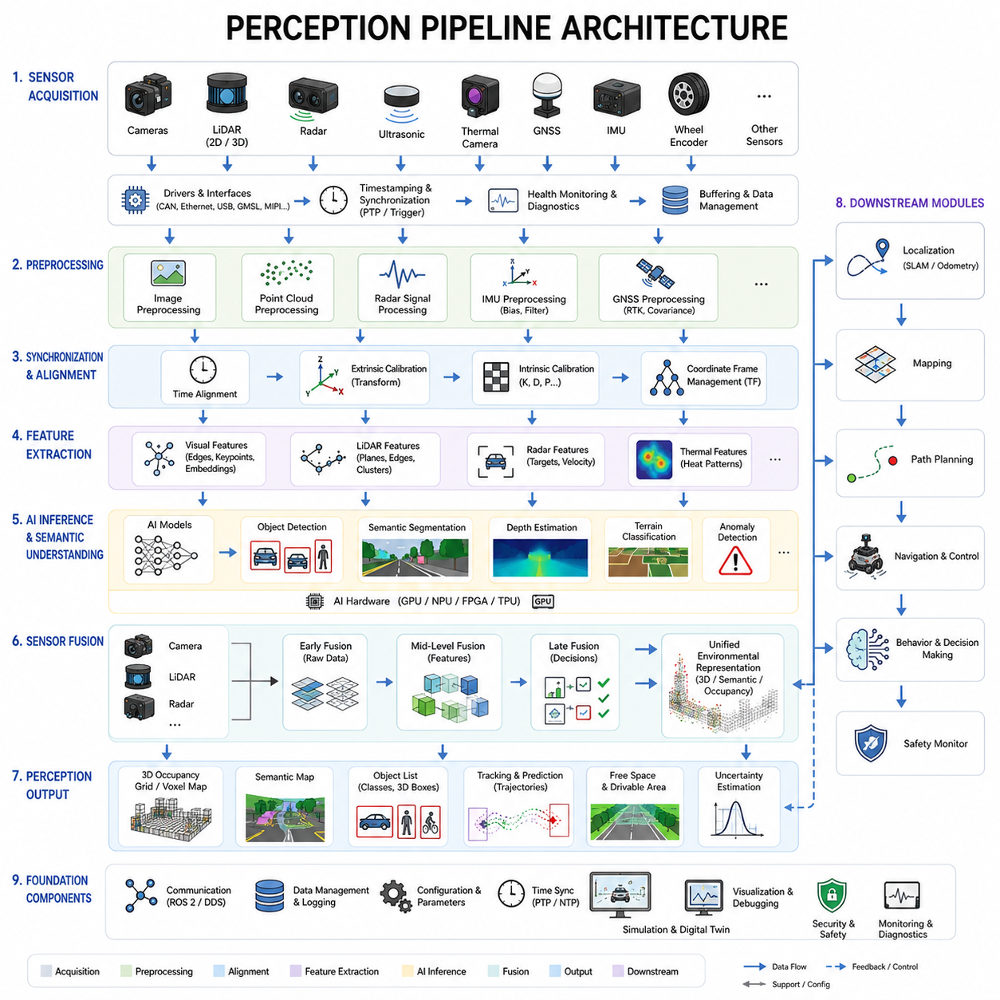 PERCEPTION PIPELINE ARCHITECTURE
1. SENSOR
ACQUISITION
Cameras
LiDAR
(2D / 3D)
Radar
Ultrasonic
Thermal
Camera
GNSS
IMU
Wheel
Encoder
...
Other
Sensors
Drivers & Interfaces
(CAN, Ethernet, USB, GMSL, MIPI...)
Timestamping &
Synchronization
(PTP / Trigger)
Health Monitoring &
Diagnostics
Buffering & Data
Management
2. PREPROCESSING
Image
Preprocessing
Point Cloud
Preprocessing
Radar Signal
Processing
X
Y
X
X
IMU Preprocessing
(Bias, Filter)
GNSS Preprocessing
(RTK, Covariance)
...
3. SYNCHRONIZATION
& ALIGNMENT
Time Alignment
Z
Y
Y
X
Extrinsic Calibration
(Transform)
Intrinsic Calibration
(K, D, P...)
Coordinate Frame
Management (TF)
4. FEATURE
EXTRACTION
Visual Features
(Edges, Keypoints,
Embeddings)
LiDAR Features
(Planes, Edges,
Clusters)
Radar Features
(Targets, Velocity)
Thermal Features
(Heat Patterns)
...
5. AI INFERENCE
& SEMANTIC
UNDERSTANDING
AI Models
Object Detection
Semantic Segmentation
Depth Estimation
Terrain
Classification
Anomaly
Detection
...
AI Hardware (GPU / NPU / FPGA / TPU)
GPU
6. SENSOR FUSION
Camera
LiDAR
Radar
...
Early Fusion
(Raw Data)
Mid-Level Fusion
(Features)
Late Fusion
(Decisions)
Unified
Environmental
Representation
(3D / Semantic /
Occupancy)
7. PERCEPTION
OUTPUT
3D Occupancy
Grid / Voxel Map
Semantic Map
Object List
(Classes, 3D Boxes)
Tracking & Prediction
(Trajectories)
Free Space
& Drivable Area
Uncertainty
Estimation
8. DOWNSTREAM MODULES
Localization
(SLAM / Odometry)
Mapping
Path Planning
Navigation & Control
Behavior & Decision
Making
Safety Monitor
9. FOUNDATION
COMPONENTS
Communication
(ROS 2 / DDS)
Data Management
& Logging
Configuration &
Parameters
Time Sync
(PTP / NTP)
Simulation & Digital Twin
Visualization &
Debugging
Security &
Safety
Monitoring &
Diagnostics
Acquisition
Preprocessing
Alignment
Feature Extraction
AI Inference
Fusion
Output
Downstream
Data Flow
Feedback / Control
Support / Config